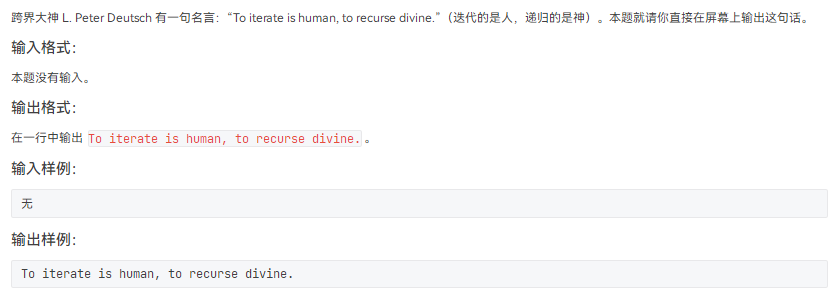 跨界大神 L. Peter Deutsch 有一句名言：“To iterate is human, to recurse divine.”（迭代的是人，递归的是神）。本题就请你直接在屏幕上输出这句话。
输入格式：
本题没有输入。
输出格式：
在一行中输出 To iterate is human, to recurse divine. 。
输入样例：
无
输出样例：
To iterate is human, to recurse divine.